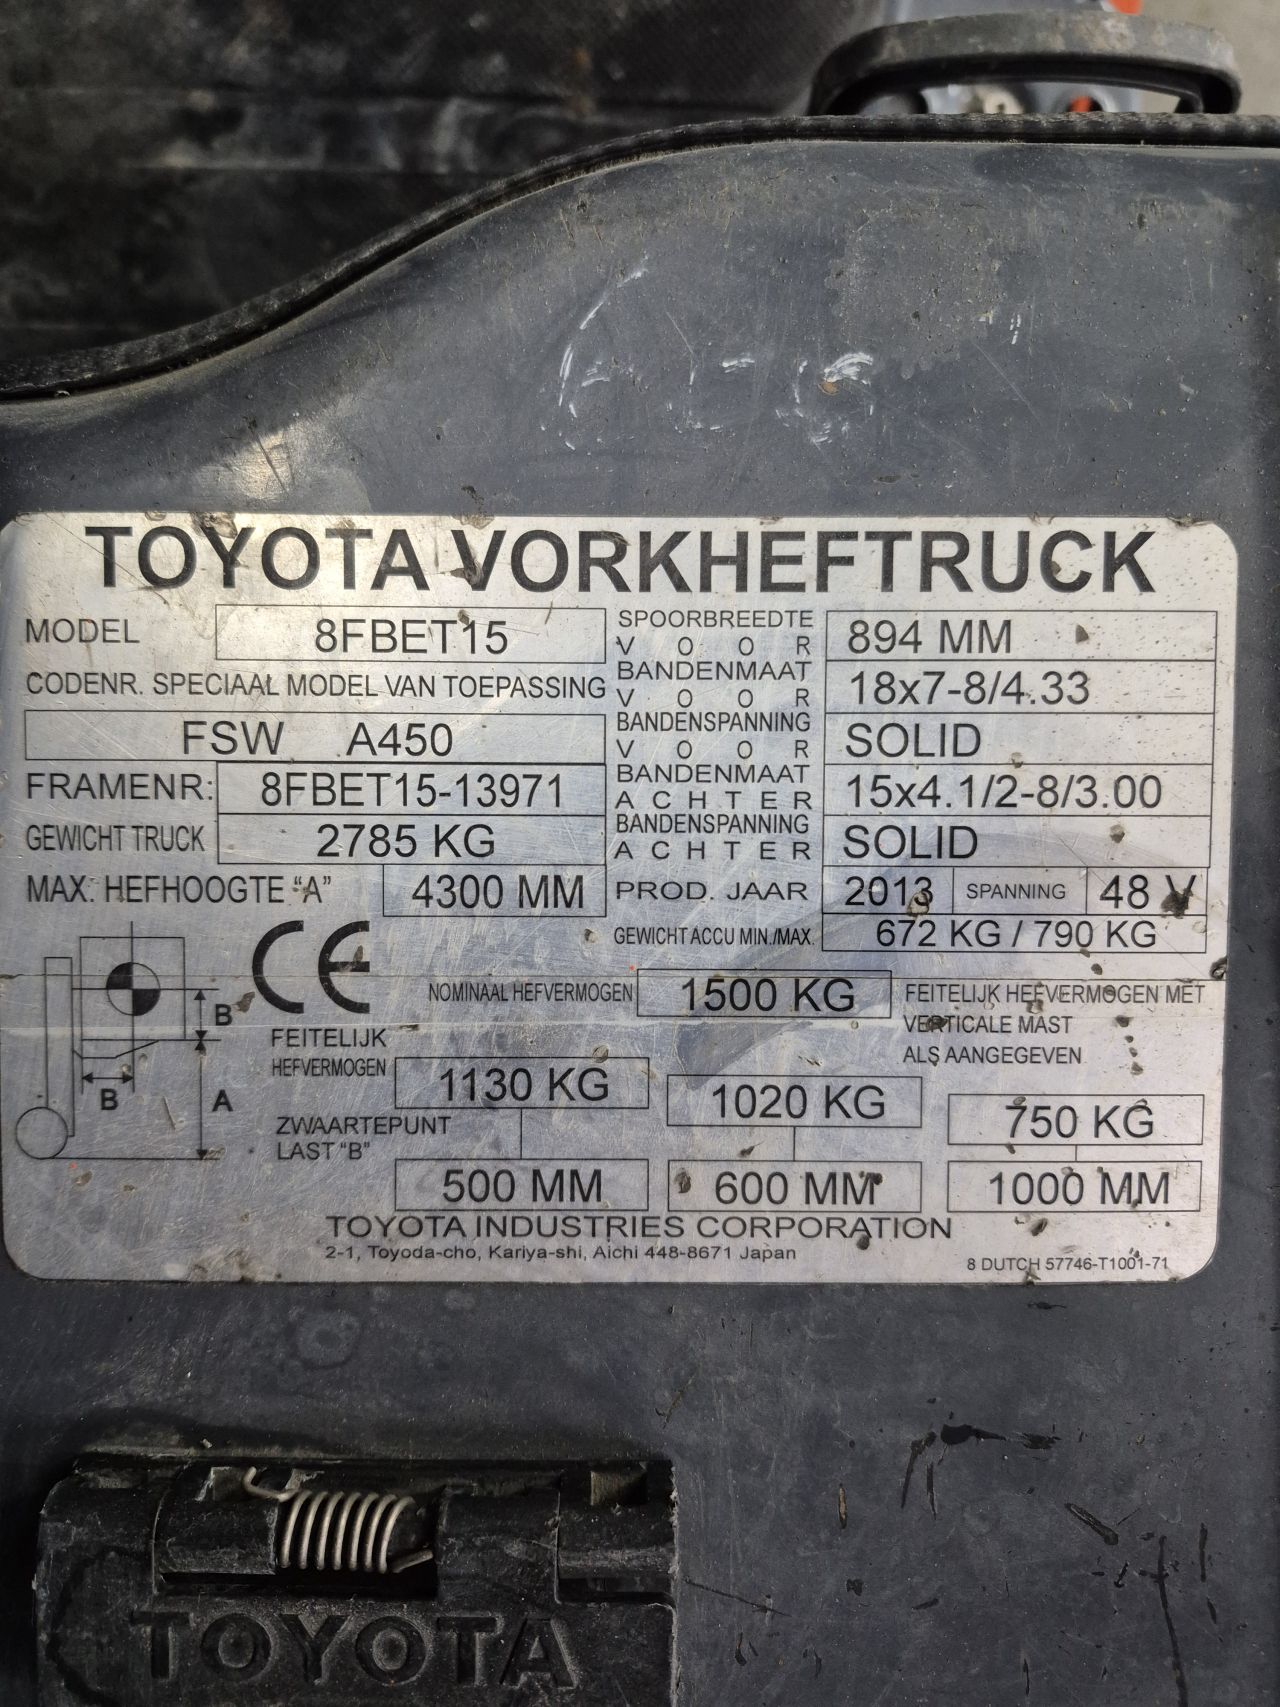 TOYOTA VORKHEFTRUCK
MODEL 8FBET15
CODENR. SPECIAAL MODEL VAN TOEPASSING
FSW A450
FRAMENR: 8FBET15-13971
GEWICHT TRUCK 2785 KG
MAX. HEFHOOGTE "A" 4300 MM
SPOORBREEDTE
VOOR 894 MM
BANDENMAAT
VOOR 18x7-8/4.33
BANDENSPANNING
VOOR SOLID
BANDENMAAT
ACHTER 15x4.1/2-8/3.00
BANDENSPANNING
ACHTER SOLID
PROD. JAAR 2013 SPANNING 48 V
GEWICHT ACCU MIN./MAX. 672 KG / 790 KG
B
B
A
CE
NOMINAAL HEFVERMOGEN 1500 KG
FEITELIJK HEFVERMOGEN MET
VERTICALE MAST
ALS AANGEGEVEN
FEITELIJK
HEFVERMOGEN 1130 KG 1020 KG 750 KG
ZWAARTEPUNT
LAST "B" 500 MM 600 MM 1000 MM
TOYOTA INDUSTRIES CORPORATION
2-1, Toyoda-cho, Kariya-shi, Aichi 448-8671 Japan
8 DUTCH 57746-T1001-71
TOYOTA